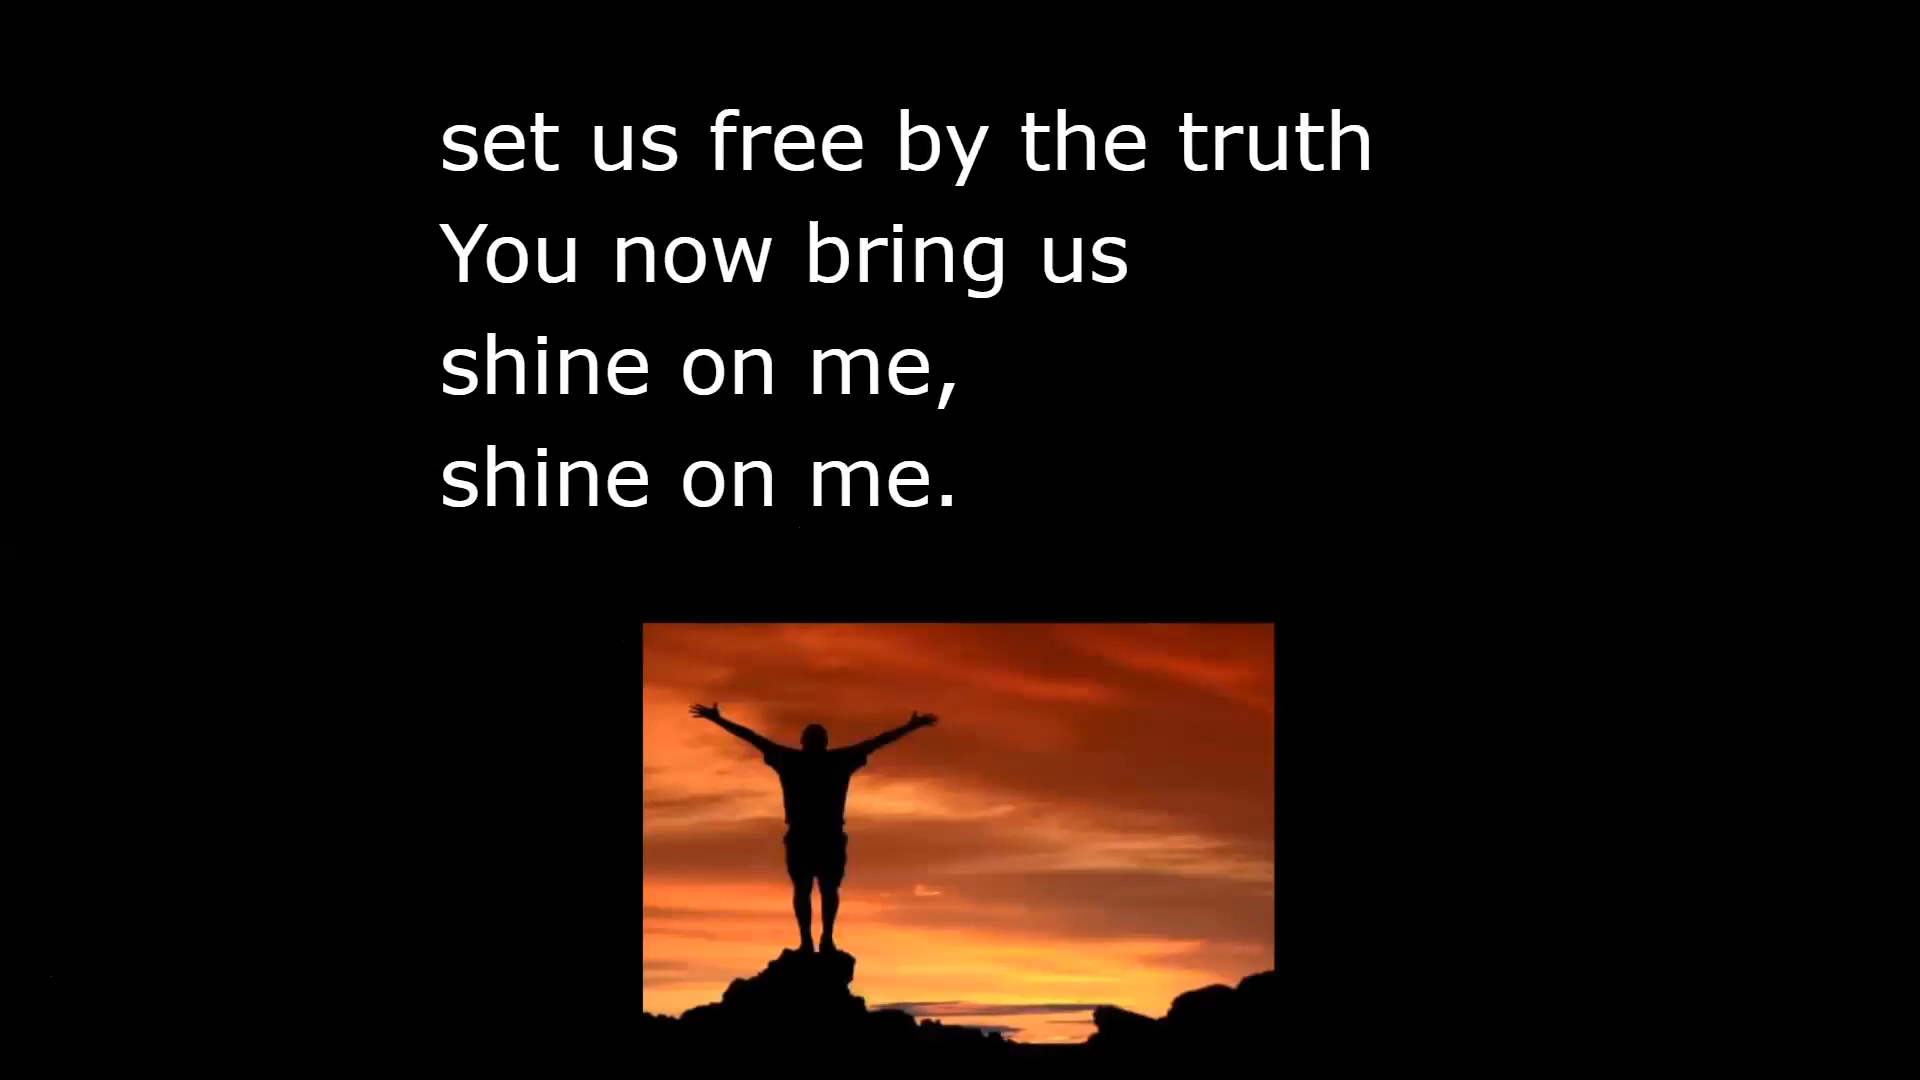 set us free by the truth
You now bring us
shine on me,
shine on me.